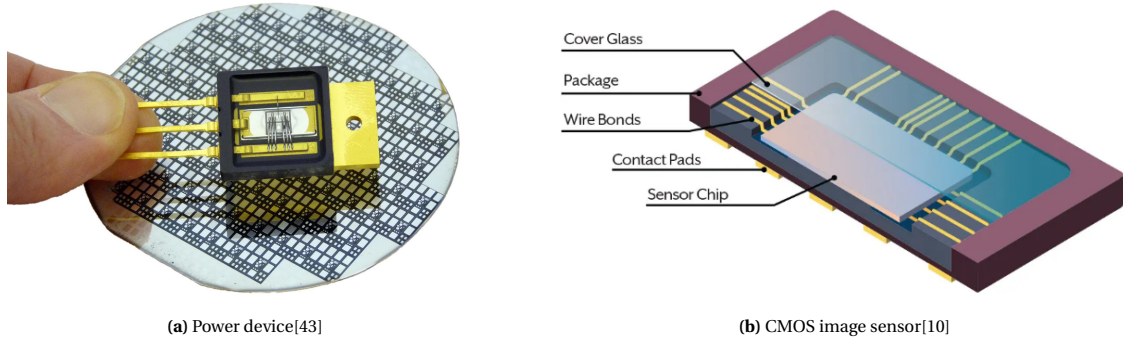 Cover Glass
Package
Wire Bonds
Contact Pads
Sensor Chip
(a) Power device[43]
(b) CMOS image sensor[10]